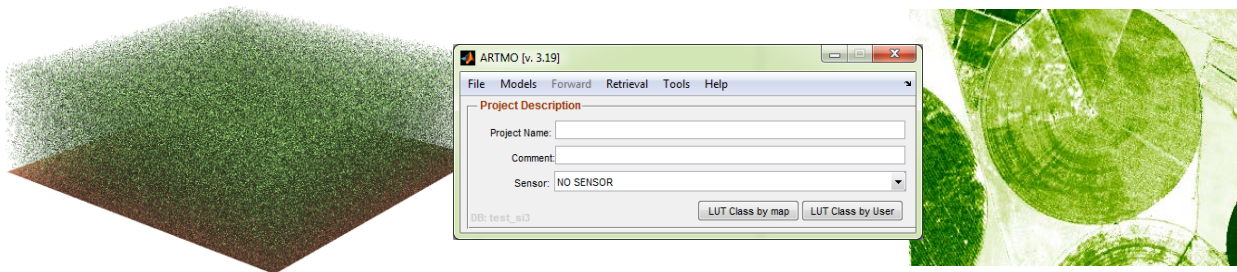 ARTMO [v. 3.19]
File Models Forward Retrieval Tools Help
Project Description
Project Name:
Comment:
Sensor: NO SENSOR
DB: test_si3
LUT Class by map LUT Class by User